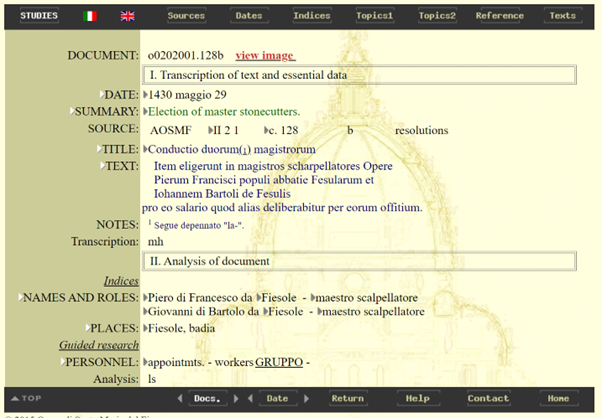 STUDIES Sources Dates Indices Topics1 Topics2 Reference Texts
DOCUMENT: o0202001.128b view image
I. Transcription of text and essential data
DATE: 1430 maggio 29
SUMMARY: Election of master stonecutters.
SOURCE: AOSMF II 2 1 c. 128 b resolutions
TITLE: Conductio duorum(1) magistrorum
TEXT: Item eligerunt in magistros scharpellatores Opere
Pierum Francisci populi abbatie Fesularum et
Iohannem Bartoli de Fesulis
pro eo salario quod alias deliberabitur per eorum offitium.
NOTES: 1 Segue depennato "la-".
Transcription: mh
II. Analysis of document
Indices
NAMES AND ROLES: Piero di Francesco da Fiesole - maestro scalpellatore
Giovanni di Bartolo da Fiesole - maestro scalpellatore
PLACES: Fiesole, badia
Guided research
PERSONNEL: appointmts. - workers GRUPPO -
Analysis: ls
TOP Docs. Date Return Help Contact Home